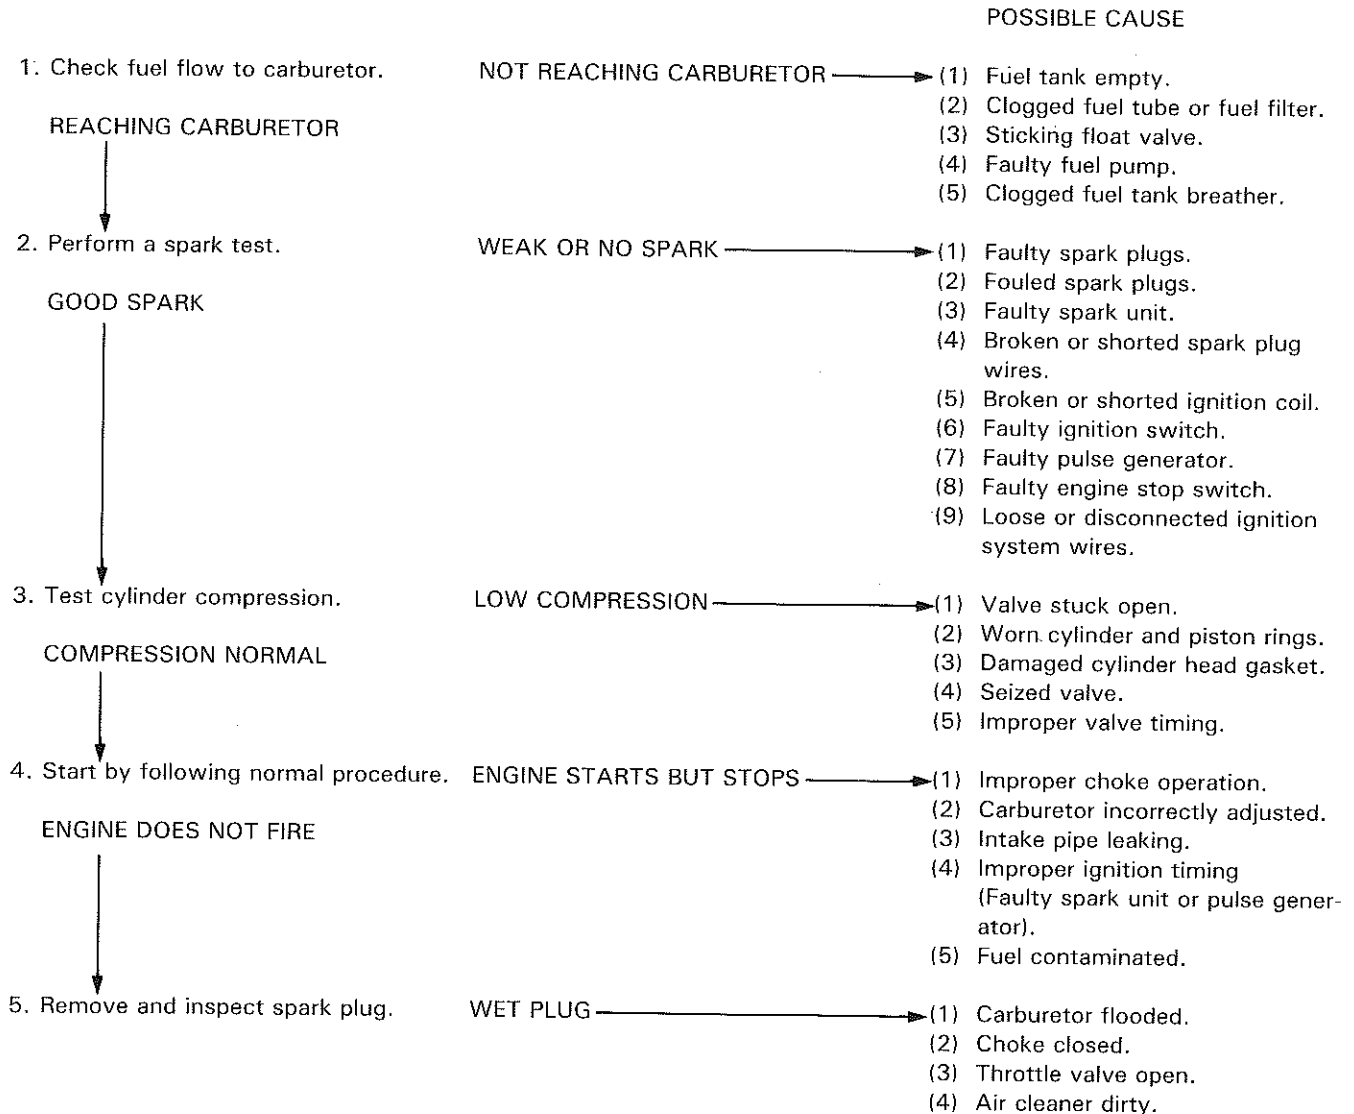 POSSIBLE CAUSE
1. Check fuel flow to carburetor.
NOT REACHING CARBURETOR
(1) Fuel tank empty.
(2) Clogged fuel tube or fuel filter.
(3) Sticking float valve.
(4) Faulty fuel pump.
(5) Clogged fuel tank breather.
REACHING CARBURETOR
2. Perform a spark test.
WEAK OR NO SPARK
(1) Faulty spark plugs.
(2) Fouled spark plugs.
(3) Faulty spark unit.
(4) Broken or shorted spark plug
wires.
(5) Broken or shorted ignition coil.
(6) Faulty ignition switch.
(7) Faulty pulse generator.
(8) Faulty engine stop switch.
(9) Loose or disconnected ignition
system wires.
GOOD SPARK
3. Test cylinder compression.
LOW COMPRESSION
(1) Valve stuck open.
(2) Worn cylinder and piston rings.
(3) Damaged cylinder head gasket.
(4) Seized valve.
(5) Improper valve timing.
COMPRESSION NORMAL
4. Start by following normal procedure.
ENGINE STARTS BUT STOPS
(1) Improper choke operation.
(2) Carburetor incorrectly adjusted.
(3) Intake pipe leaking.
(4) Improper ignition timing
(Faulty spark unit or pulse gener-
ator).
(5) Fuel contaminated.
ENGINE DOES NOT FIRE
5. Remove and inspect spark plug.
WET PLUG
(1) Carburetor flooded.
(2) Choke closed.
(3) Throttle valve open.
(4) Air cleaner dirty.